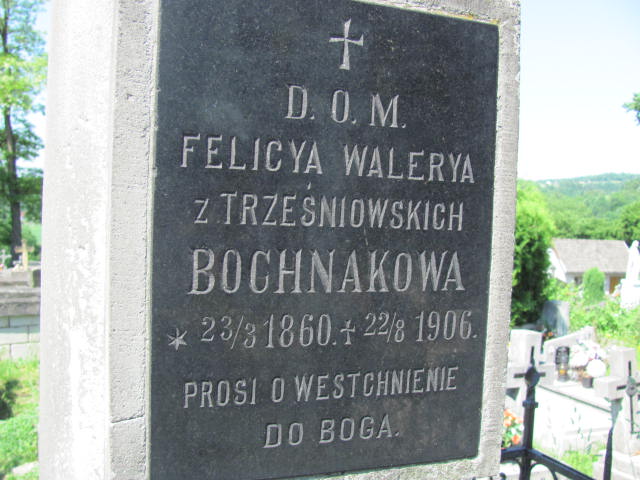 D. O. M.
FELICYA WALERYA
z TRZEŚNIOWSKICH
BOCHNAKOWA
* 23/3 1860. + 22/8 1906.
PROSI O WESTCHNIENIE
DO BOGA.